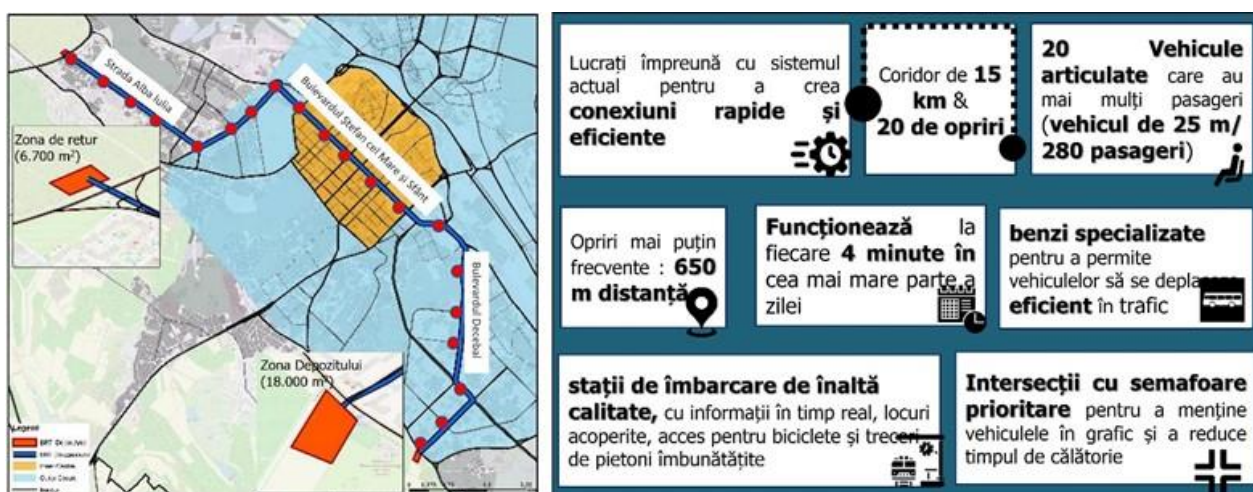 Strada Alba Iulia
Bulevardul Ștefan cel Mare și Sfânt
Bulevardul Decebal
Zona de retur
(6.700 m²)
Zona Depozitului
(18.000 m²)
Legend
Lucrați împreună cu sistemul
actual pentru a crea
conexiuni rapide și
eficiente
Coridor de 15
km &
20 de opriri
20 Vehicule
articulate care au
mai mulți pasageri
(vehicul de 25 m/
280 pasageri)
Opriri mai puțin
frecvente : 650
m distanță
Funcționează la
fiecare 4 minute în
cea mai mare parte a
zilei
benzi specializate
pentru a permite
vehiculelor să se
eficient în trafic
stații de îmbarcare de înaltă
calitate, cu informații în timp real, locuri
acoperite, acces pentru biciclete și treceri
de pietoni îmbunătățite
Intersecții cu semafoare
prioritare pentru a menține
vehiculele în grafic și a reduce
timpul de călătorie